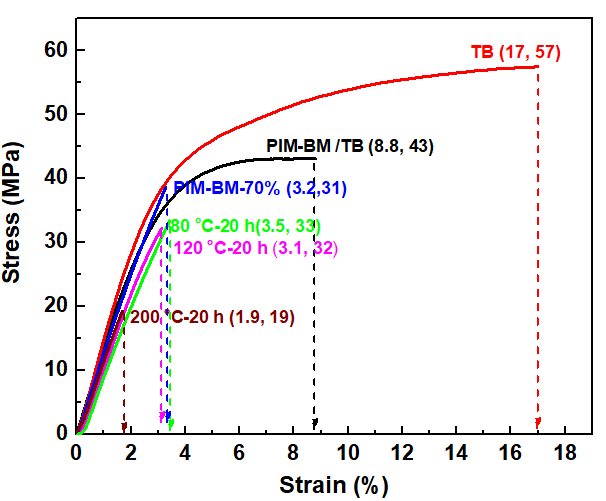 60
50
40
30
20
10
0
Stress (MPa)
TB (17, 57)
PIM-BM /TB (8.8, 43)
PIM-BM-70% (3.2,31)
80 °C-20 h(3.5, 33)
120 °C-20 h (3.1, 32)
200 °C-20 h (1.9, 19)
0 2 4 6 8 10 12 14 16 18
Strain (%)